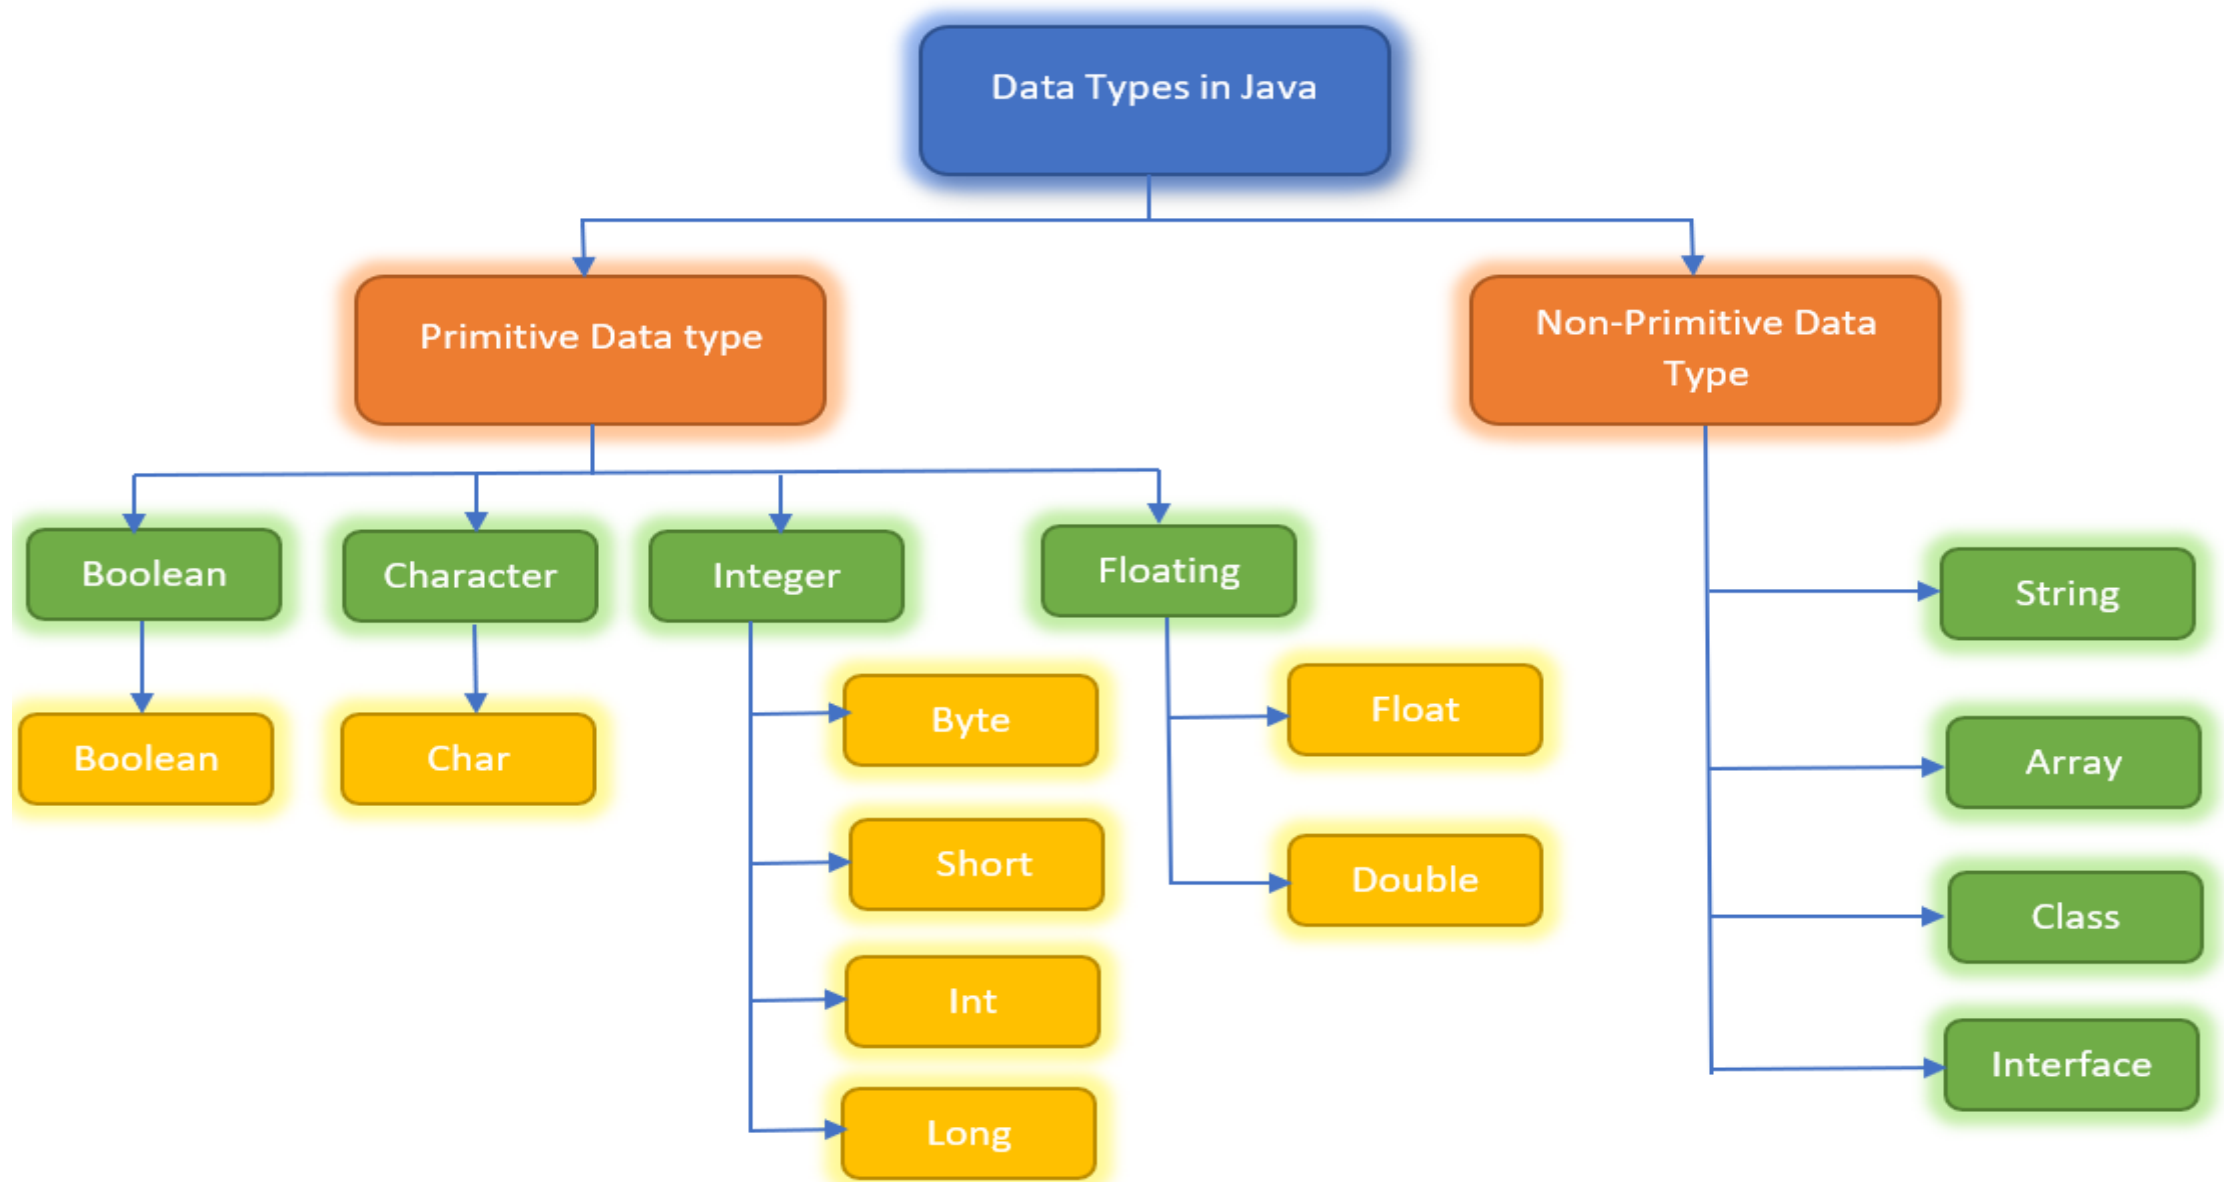 Data Types in Java
Primitive Data type
Non-Primitive Data
Type
Boolean
Character
Integer
Floating
Boolean
Char
Byte
Short
Int
Long
Float
Double
String
Array
Class
Interface